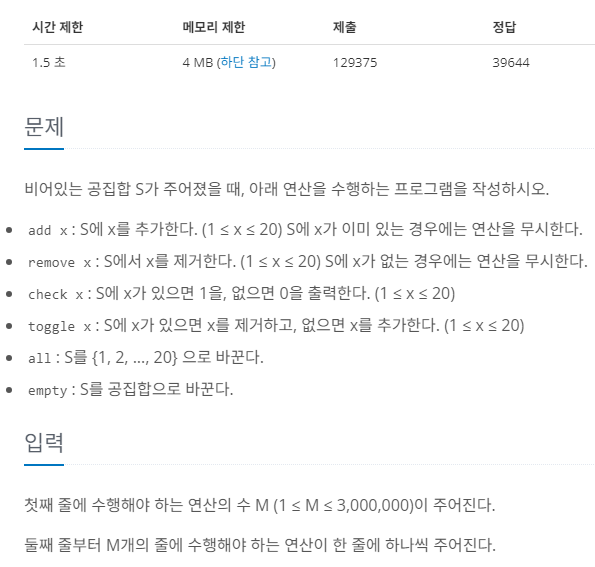 시간 제한 메모리 제한 제출 정답
1.5 초 4 MB (하단 참고) 129375 39644
문제
비어있는 공집합 S가 주어졌을 때, 아래 연산을 수행하는 프로그램을 작성하시오.
add x : S에 x를 추가한다. (1 ≤ x ≤ 20) S에 x가 이미 있는 경우에는 연산을 무시한다.
remove x : S에서 x를 제거한다. (1 ≤ x ≤ 20) S에 x가 없는 경우에는 연산을 무시한다.
check x : S에 x가 있으면 1을, 없으면 0을 출력한다. (1 ≤ x ≤ 20)
toggle x : S에 x가 있으면 x를 제거하고, 없으면 x를 추가한다. (1 ≤ x ≤ 20)
all : S를 {1, 2, ..., 20} 으로 바꾼다.
empty : S를 공집합으로 바꾼다.
입력
첫째 줄에 수행해야 하는 연산의 수 M (1 ≤ M ≤ 3,000,000)이 주어진다.
둘째 줄부터 M개의 줄에 수행해야 하는 연산이 한 줄에 하나씩 주어진다.